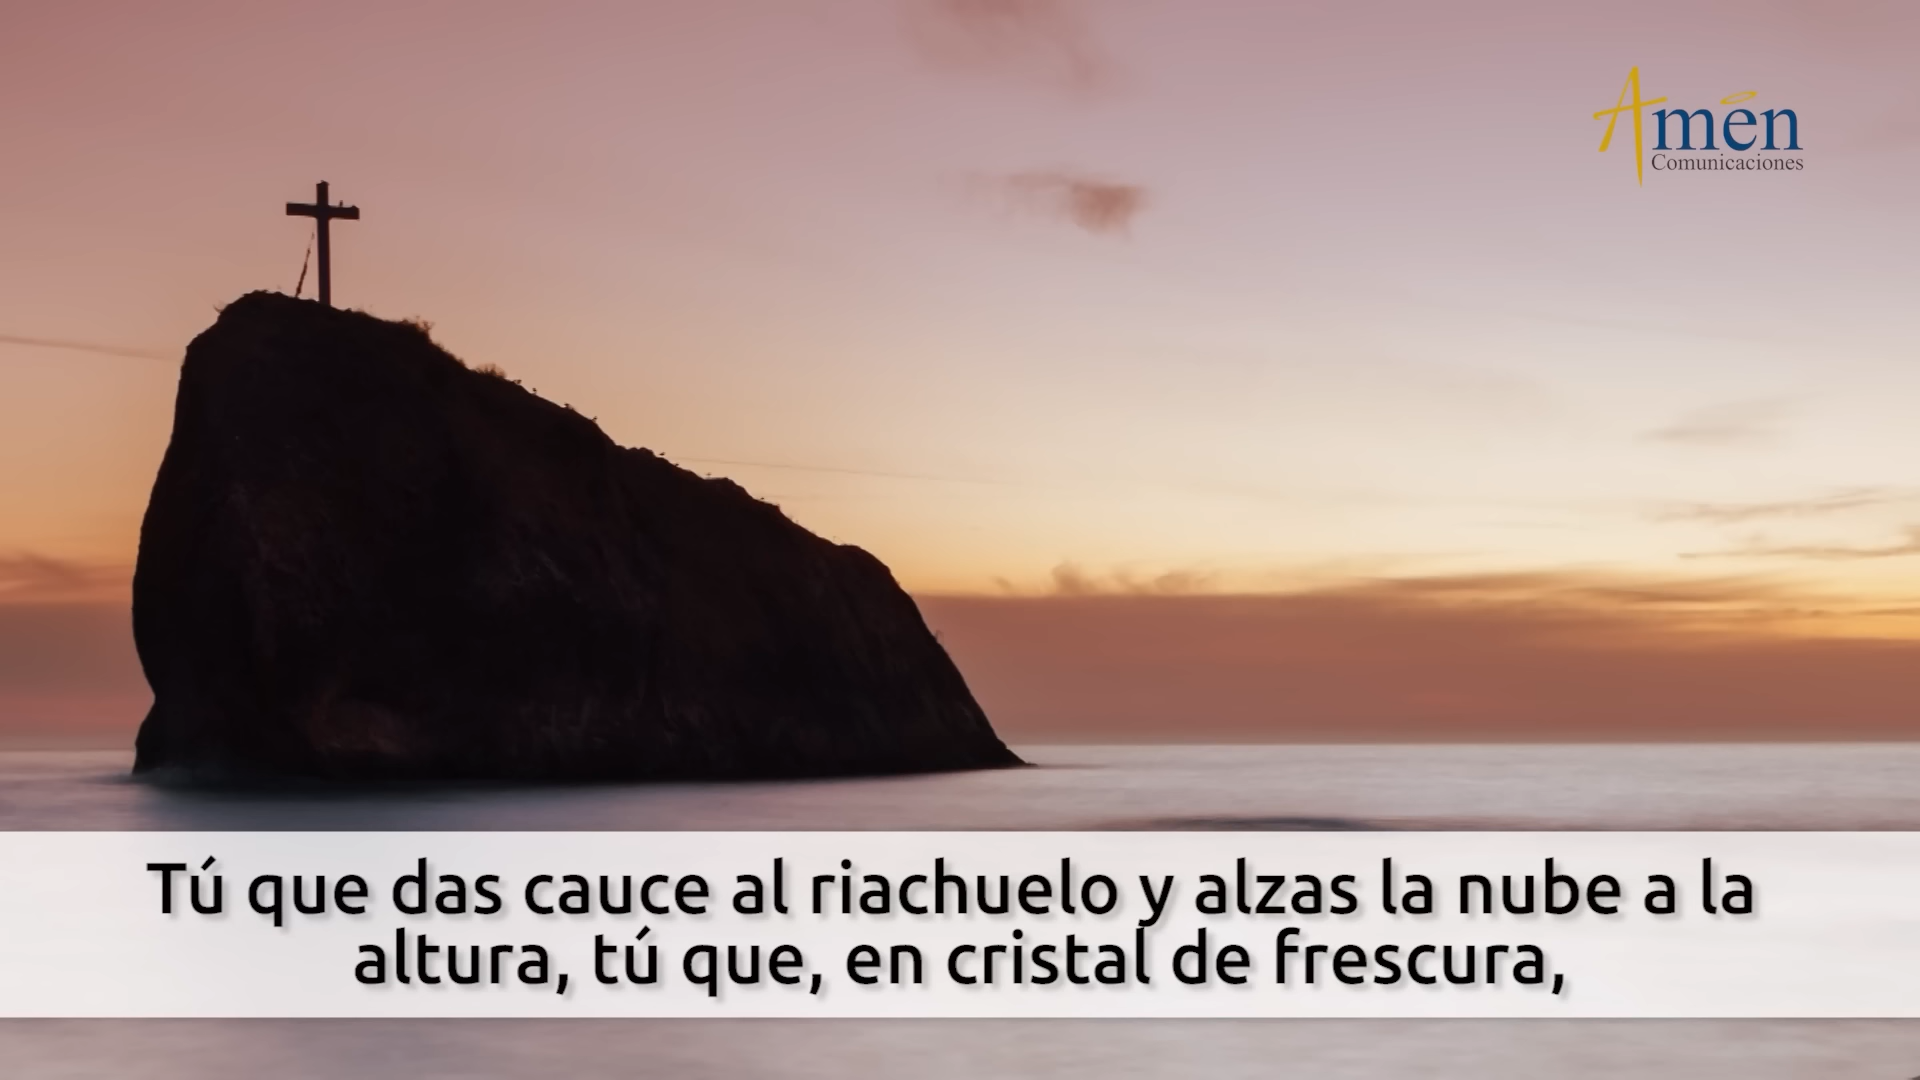 Amén
Comunicaciones
Tú que das cauce al riachuelo y alzas la nube a la
altura, tú que, en cristal de frescura,